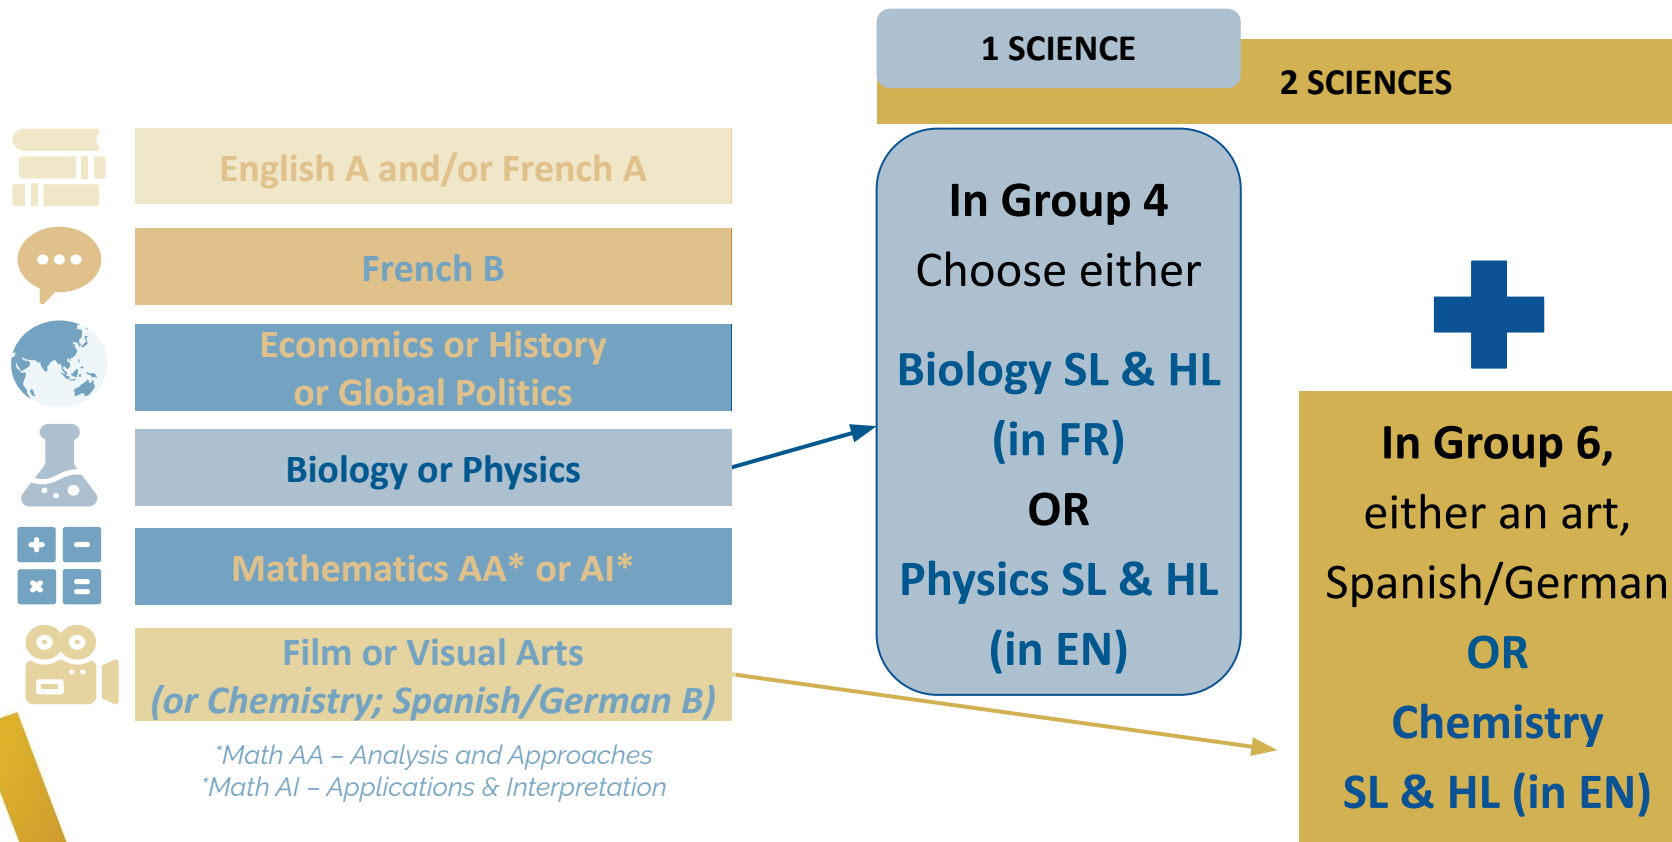 1 SCIENCE
2 SCIENCES
English A and/or French A
French B
Economics or History
or Global Politics
Biology or Physics
Mathematics AA* or AI*
Film or Visual Arts
(or Chemistry; Spanish/German B)
*Math AA – Analysis and Approaches
*Math AI – Applications & Interpretation
In Group 4
Choose either
Biology SL & HL
(in FR)
OR
Physics SL & HL
(in EN)
In Group 6,
either an art,
Spanish/German
OR
Chemistry
SL & HL (in EN)